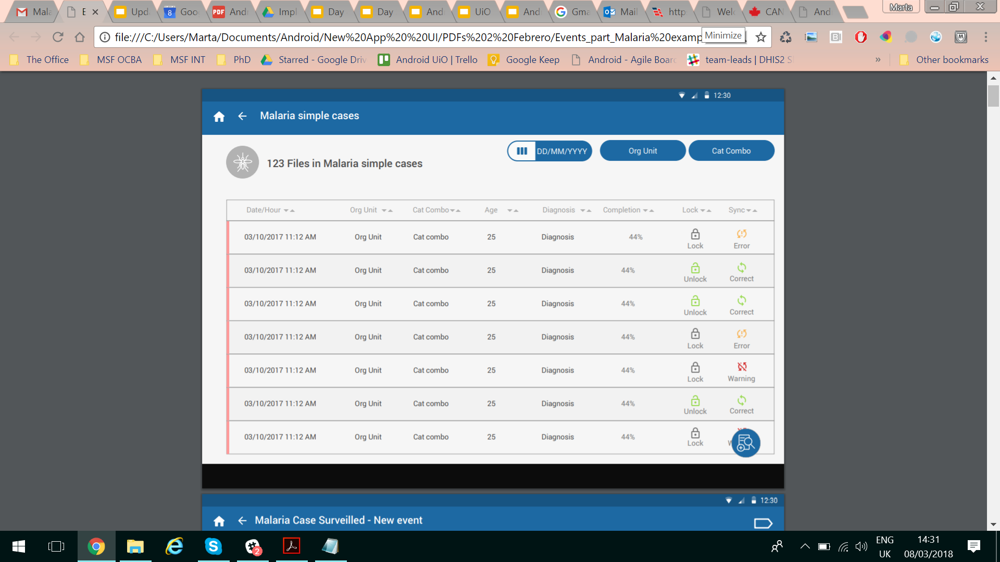 Mala E Upd Goo Andr Impl Day Day And UiO And Gma Mail http Welc CAN And Marta
file:///C:/Users/Marta/Documents/Android/New%20App%20%20UI/PDFs%202%20Febrero/Events_part_Malaria%20examp
Minimize
The Office MSF OCBA MSF INT PhD Starred - Google Driv Android UiO | Trello Google Keep Android - Agile Boar team-leads | DHIS2 S » Other bookmarks
12:30
Malaria simple cases
DD/MM/YYYY Org Unit Cat Combo
123 Files in Malaria simple cases
Date/Hour Org Unit Cat Combo Age Diagnosis Completion Lock Sync
03/10/2017 11:12 AM Org Unit Cat combo 25 Diagnosis 44% Lock Error
03/10/2017 11:12 AM Org Unit Cat combo 25 Diagnosis 44% Unlock Correct
03/10/2017 11:12 AM Org Unit Cat combo 25 Diagnosis 44% Unlock Correct
03/10/2017 11:12 AM Org Unit Cat combo 25 Diagnosis 44% Lock Error
03/10/2017 11:12 AM Org Unit Cat combo 25 Diagnosis 44% Lock Warning
03/10/2017 11:12 AM Org Unit Cat combo 25 Diagnosis 44% Unlock Correct
03/10/2017 11:12 AM Org Unit Cat combo 25 Diagnosis 44% Lock
12:30
Malaria Case Surveilled - New event
2
ENG 14:31
UK 08/03/2018